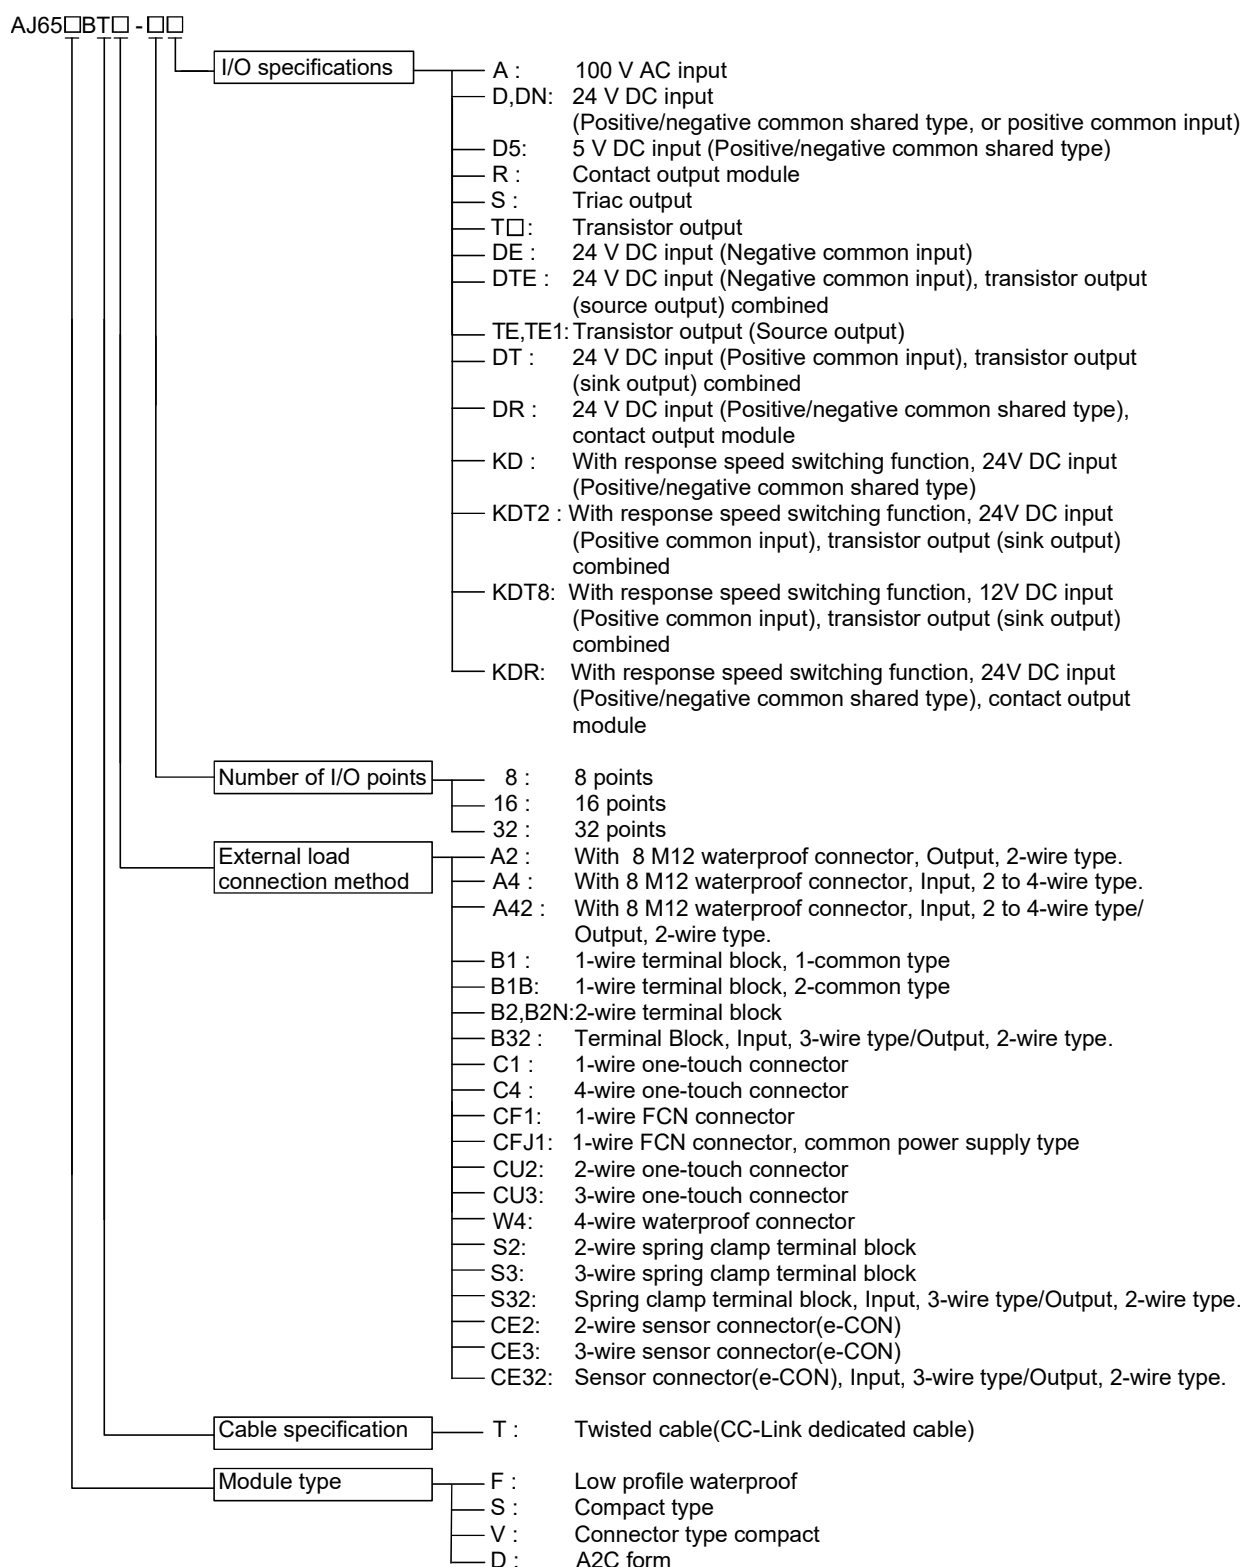 AJ65□BT□ - □□
I/O specifications
A : 100 V AC input
D,DN: 24 V DC input
(Positive/negative common shared type, or positive common input)
D5: 5 V DC input (Positive/negative common shared type)
R : Contact output module
S : Triac output
T□: Transistor output
DE : 24 V DC input (Negative common input)
DTE : 24 V DC input (Negative common input), transistor output
(source output) combined
TE,TE1: Transistor output (Source output)
DT : 24 V DC input (Positive common input), transistor output
(sink output) combined
DR : 24 V DC input (Positive/negative common shared type),
contact output module
KD : With response speed switching function, 24V DC input
(Positive/negative common shared type)
KDT2 : With response speed switching function, 24V DC input
(Positive common input), transistor output (sink output)
combined
KDT8: With response speed switching function, 12V DC input
(Positive common input), transistor output (sink output)
combined
KDR: With response speed switching function, 24V DC input
(Positive/negative common shared type), contact output
module
Number of I/O points
8 : 8 points
16 : 16 points
32 : 32 points
External load
connection method
A2 : With 8 M12 waterproof connector, Output, 2-wire type.
A4 : With 8 M12 waterproof connector, Input, 2 to 4-wire type.
A42 : With 8 M12 waterproof connector, Input, 2 to 4-wire type/
Output, 2-wire type.
B1 : 1-wire terminal block, 1-common type
B1B: 1-wire terminal block, 2-common type
B2,B2N:2-wire terminal block
B32 : Terminal Block, Input, 3-wire type/Output, 2-wire type.
C1 : 1-wire one-touch connector
C4 : 4-wire one-touch connector
CF1: 1-wire FCN connector
CFJ1: 1-wire FCN connector, common power supply type
CU2: 2-wire one-touch connector
CU3: 3-wire one-touch connector
W4: 4-wire waterproof connector
S2: 2-wire spring clamp terminal block
S3: 3-wire spring clamp terminal block
S32: Spring clamp terminal block, Input, 3-wire type/Output, 2-wire type.
CE2: 2-wire sensor connector(e-CON)
CE3: 3-wire sensor connector(e-CON)
CE32: Sensor connector(e-CON), Input, 3-wire type/Output, 2-wire type.
Cable specification
T : Twisted cable(CC-Link dedicated cable)
Module type
F : Low profile waterproof
S : Compact type
V : Connector type compact
D : A2C form